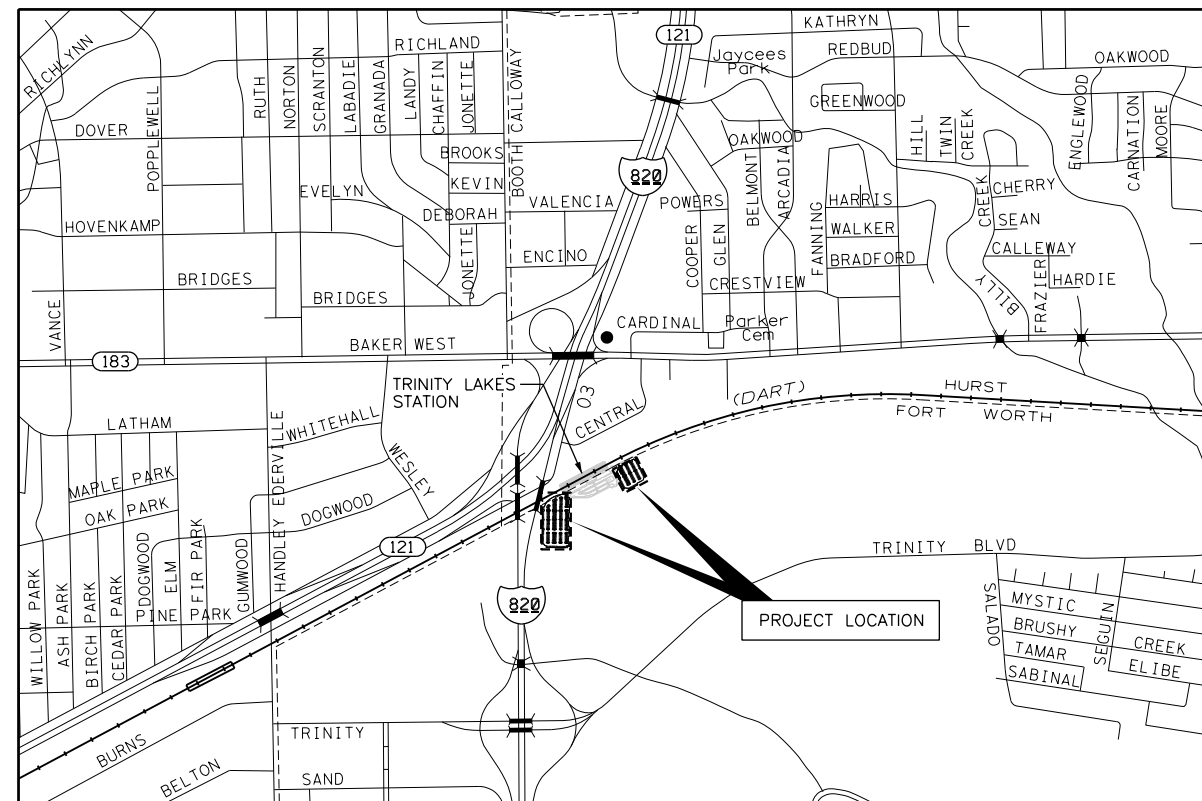 KATHRYN
121
RICHLAND
REDBUD
RICHLYNN
Jaycees
Park
OAKWOOD
RUTH
NORTON
SCRANTON
LABADIE
GRANADA
LANDY
CHAFFIN
JONETTE
BOOTH CALLOWAY
GREENWOOD
POPPLEWELL
DOVER
OAKWOOD
HILL
TWIN
CREEK
ENGLEWOOD
CARNATION
MOORE
BROOKS
820
BELMONT
ARCADIA
KEVIN
EVELYN
VALENCIA
POWERS
HARRIS
CREEK
CHERRY
DEBORAH
SEAN
HOVENKAMP
WALKER
JONETTE
COOPER
GLEN
FANNING
CALLEWAY
ENCINO
BRADFORD
BRIDGES
CRESTVIEW
BILLY
FRAZIER
HARDIE
BRIDGES
VANCE
CARDINAL
Parker
Cem
BAKER WEST
183
TRINITY LAKES
STATION
03
(DART)
HURST
FORT WORTH
CENTRAL
LATHAM
WHITEHALL
HANDLEY EDERVILLE
WESLEY
MAPLE PARK
OAK PARK
DOGWOOD
121
TRINITY BLVD
WILLOW PARK
ASH PARK
BIRCH PARK
CEDAR PARK
PDOGWOOD
ELM
FIR PARK
GUMWOOD
PINE PARK
820
PROJECT LOCATION
SALADO
MYSTIC
BRUSHY
SEGUIN
CREEK
TAMAR
ELIBE
SABINAL
BURNS
TRINITY
BELTON
SAND